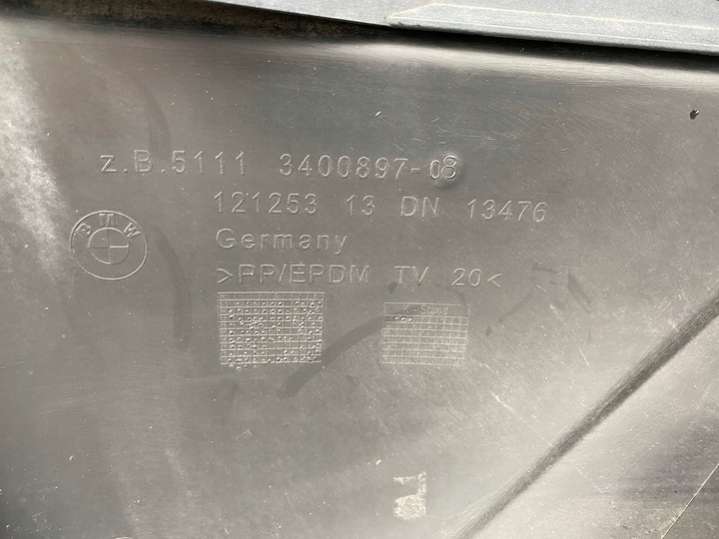 z.B.5111 3400897-08
121253 13 DN 13476
BMW
Germany
>PP/EPDM TV 20<